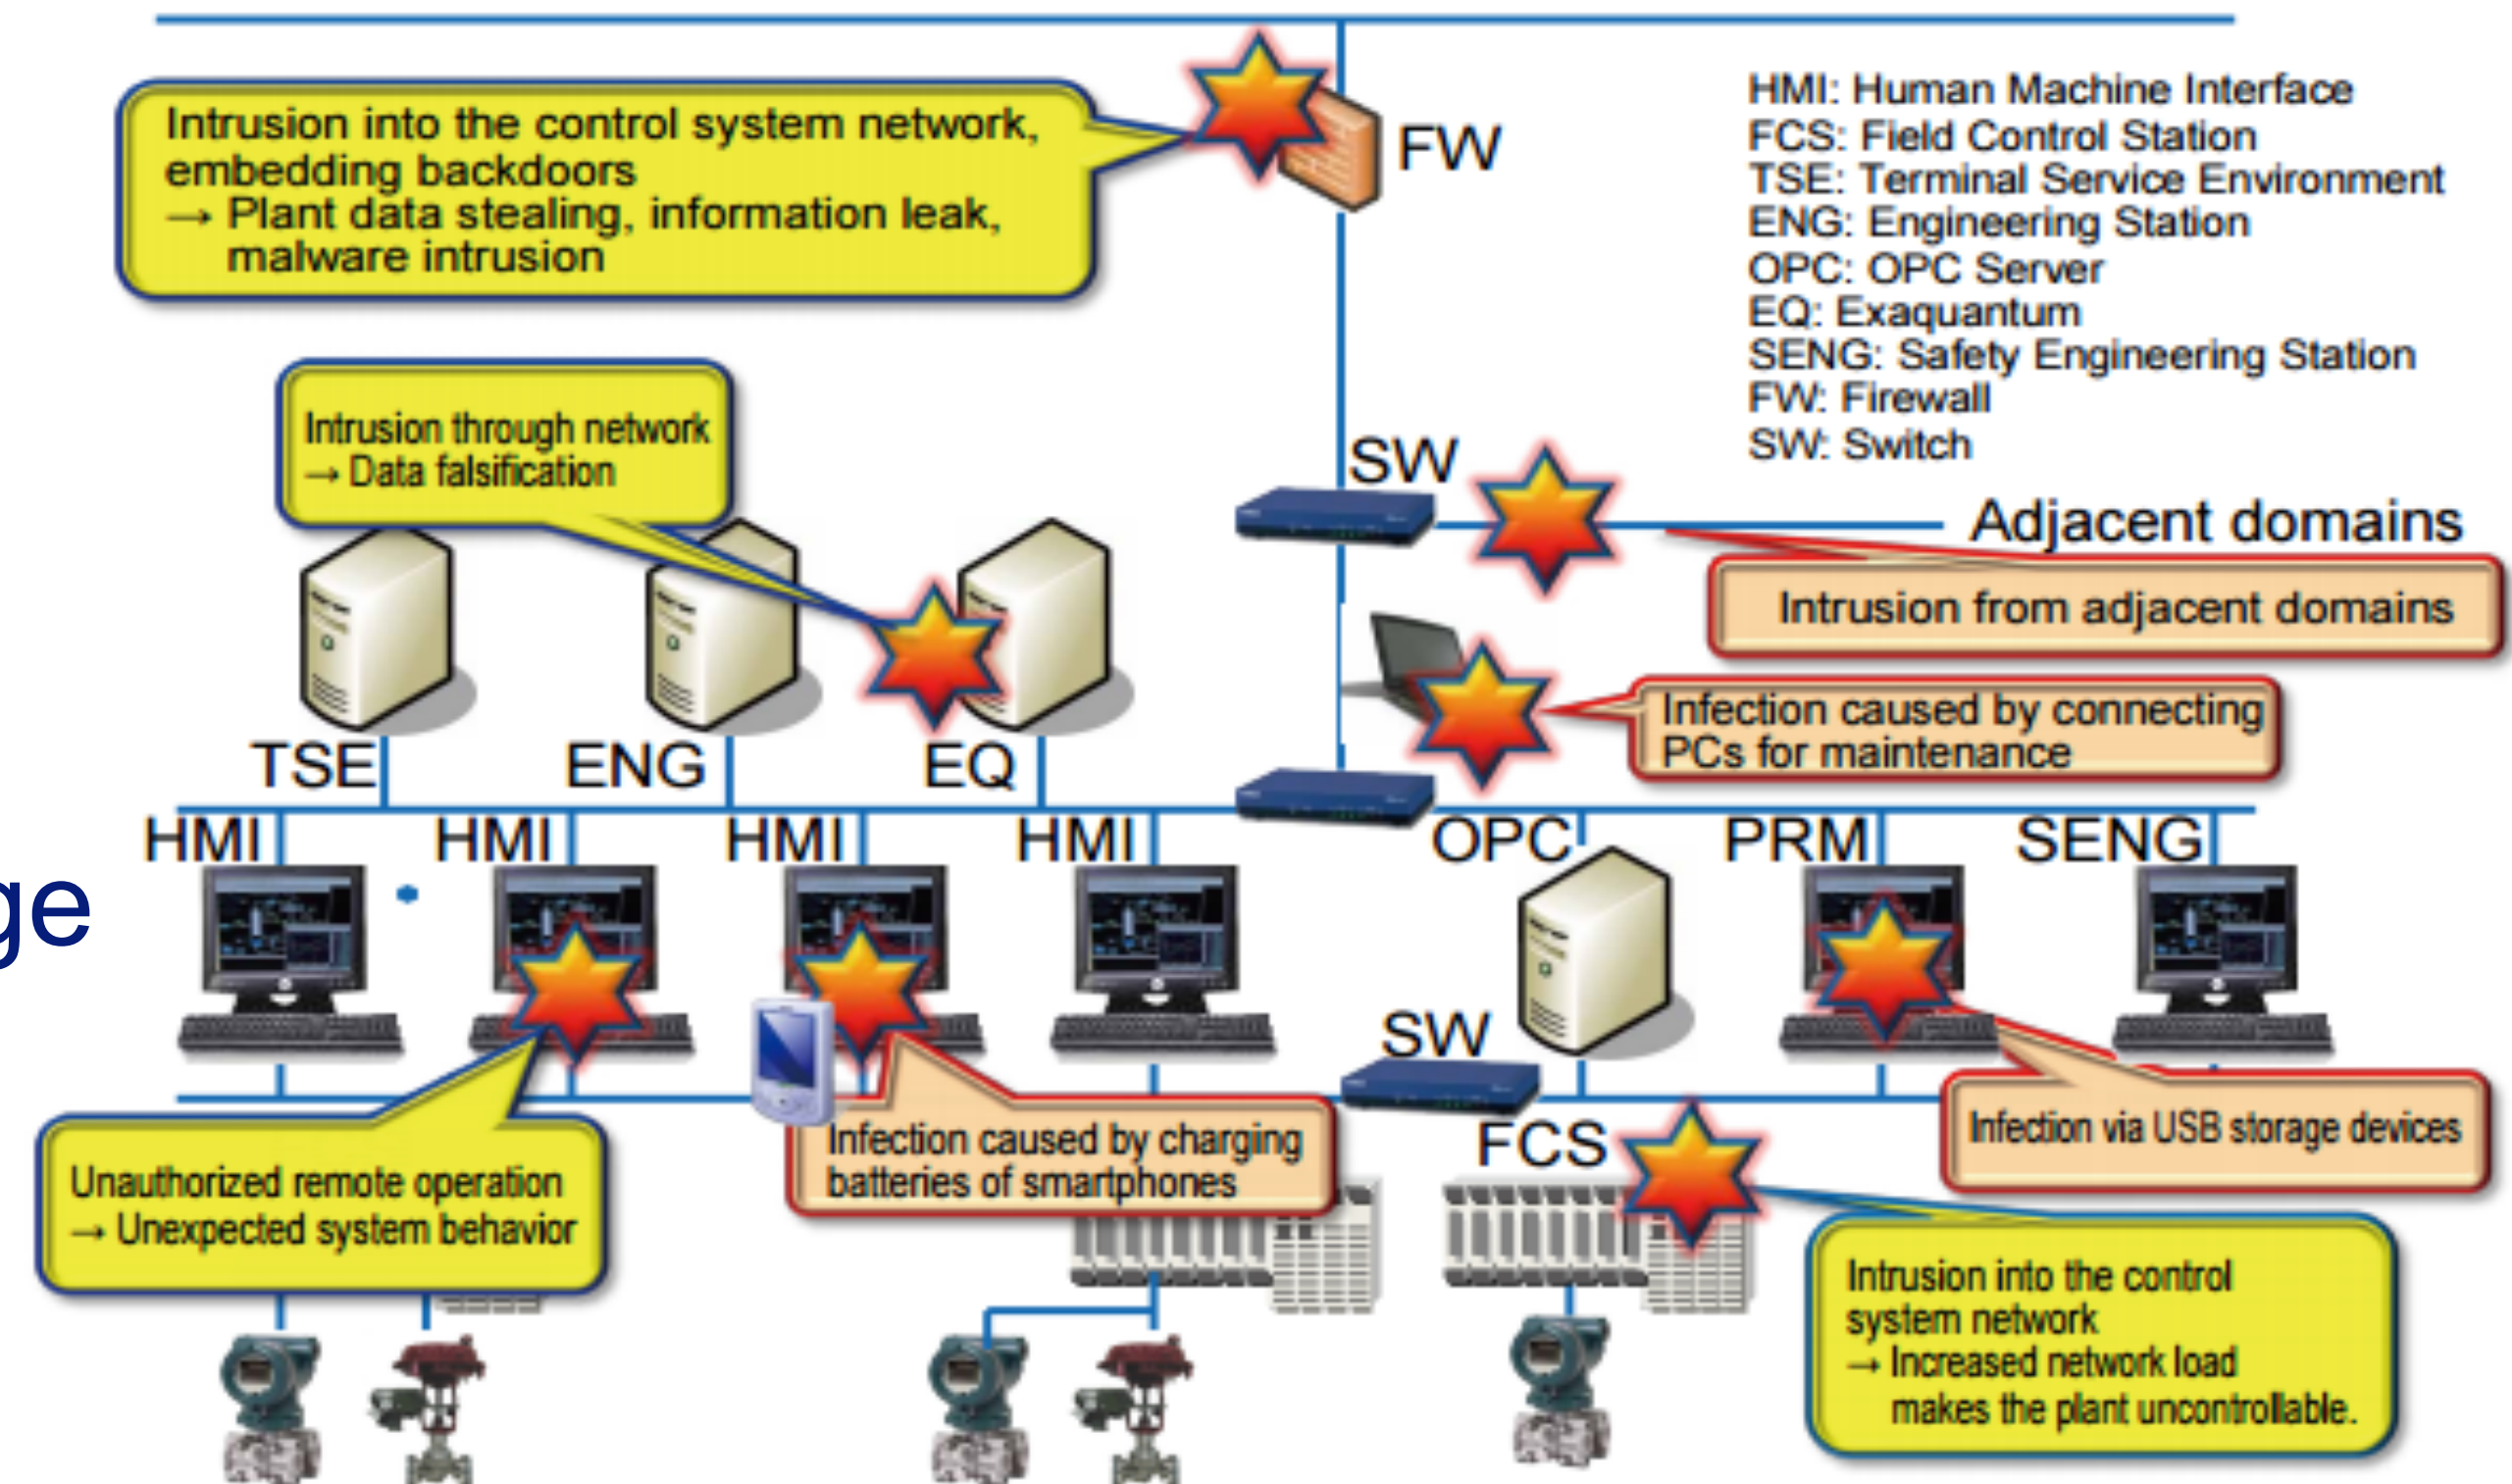 Intrusion into the control system network,
embedding backdoors
→ Plant data stealing, information leak,
malware intrusion
FW
HMI: Human Machine Interface
FCS: Field Control Station
TSE: Terminal Service Environment
ENG: Engineering Station
OPC: OPC Server
EQ: Exaquantum
SENG: Safety Engineering Station
FW: Firewall
SW: Switch
Intrusion through network
→ Data falsification
SW
Adjacent domains
Intrusion from adjacent domains
Infection caused by connecting
PCs for maintenance
TSE
ENG
EQ
HMI
HMI
HMI
HMI
OPC
PRM
SENG
ge
SW
FCS
Infection via USB storage devices
Infection caused by charging
batteries of smartphones
Unauthorized remote operation
→ Unexpected system behavior
Intrusion into the control
system network
→ Increased network load
makes the plant uncontrollable.